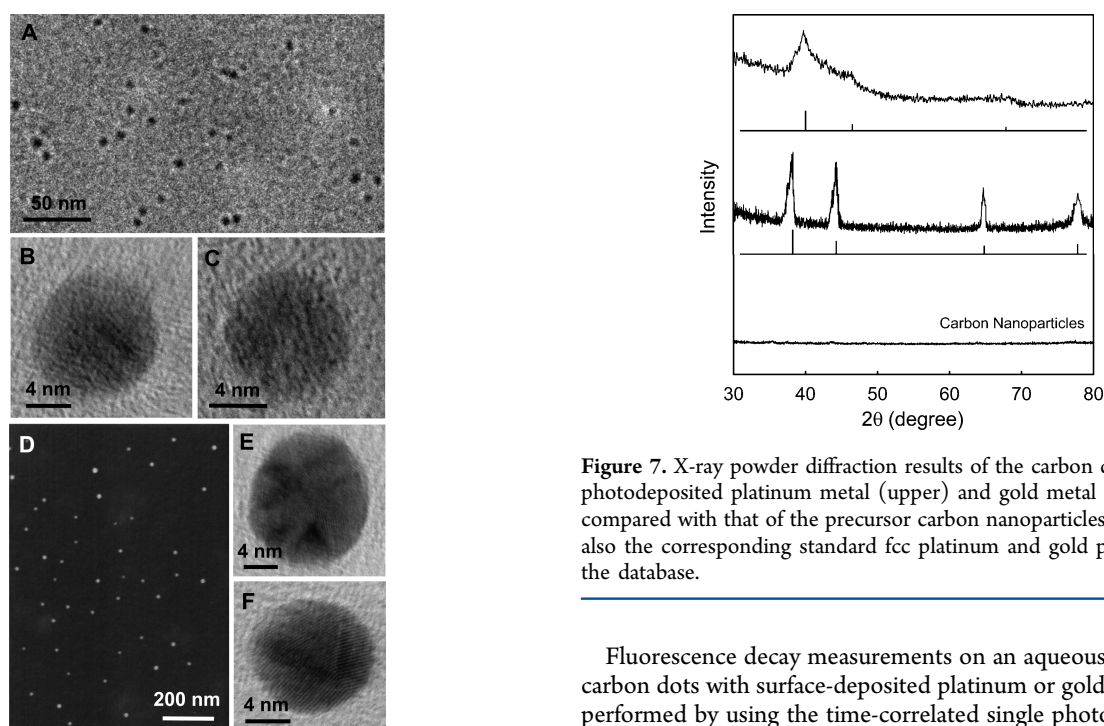 A
50 nm
B
4 nm
C
4 nm
D
200 nm
E
4 nm
F
4 nm
Intensity
Carbon Nanoparticles
30 40 50 60 70 80
2θ (degree)
Figure 7. X-ray powder diffraction results of the carbon
photodeposited platinum metal (upper) and gold metal
compared with that of the precursor carbon nanoparticles
also the corresponding standard fcc platinum and gold
the database.
Fluorescence decay measurements on an aqueous
carbon dots with surface-deposited platinum or gold
performed by using the time-correlated single